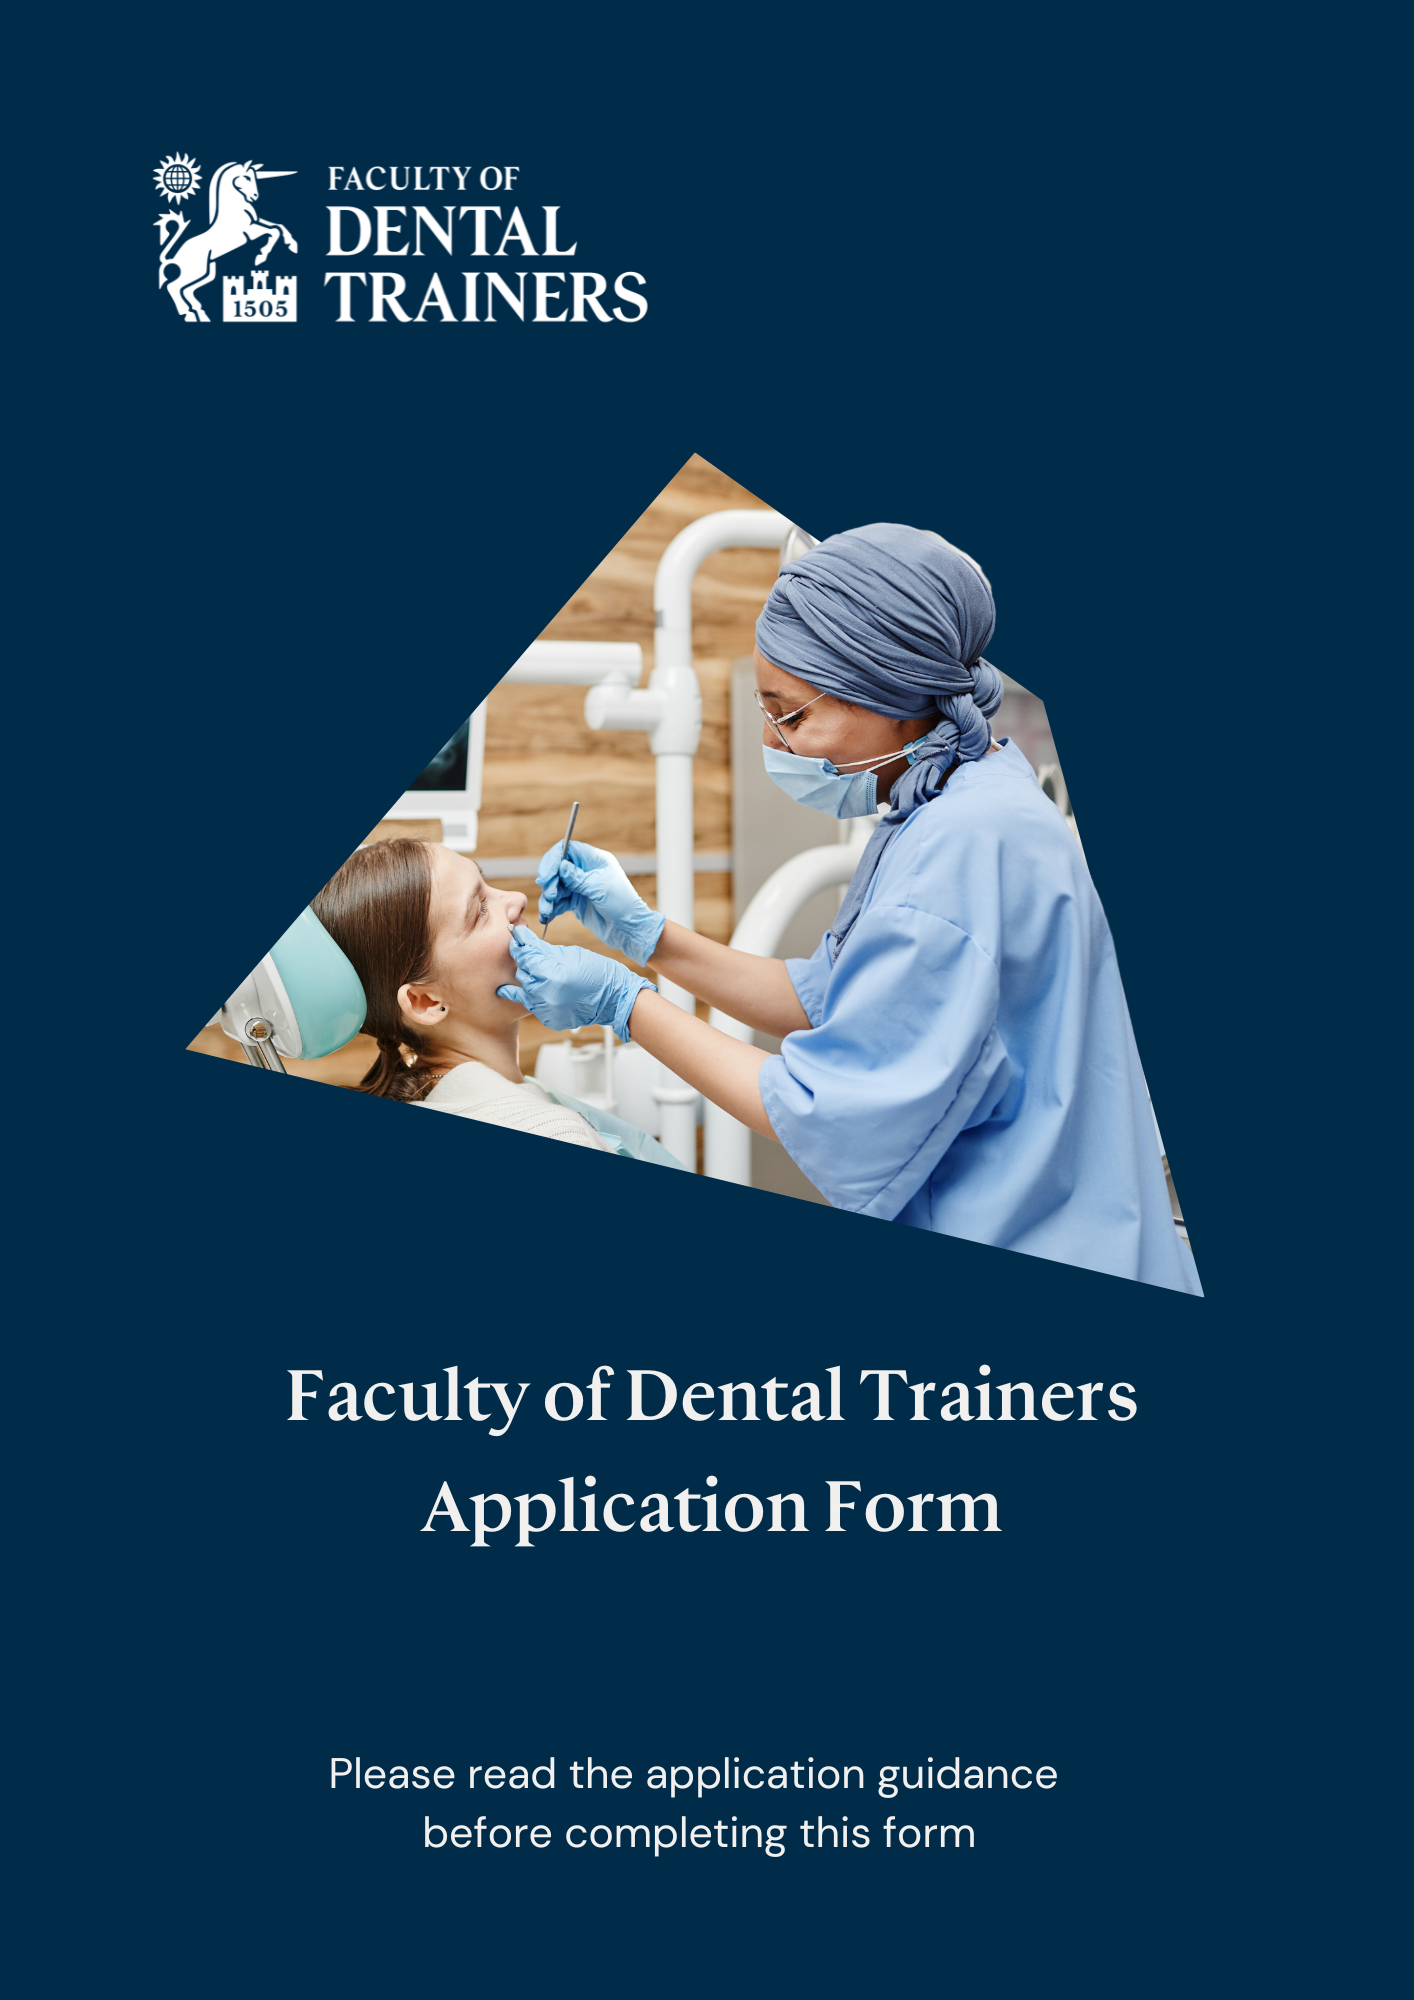 FACULTY OF
DENTAL
TRAINERS
1505
Faculty of Dental Trainers
Application Form
Please read the application guidance
before completing this form